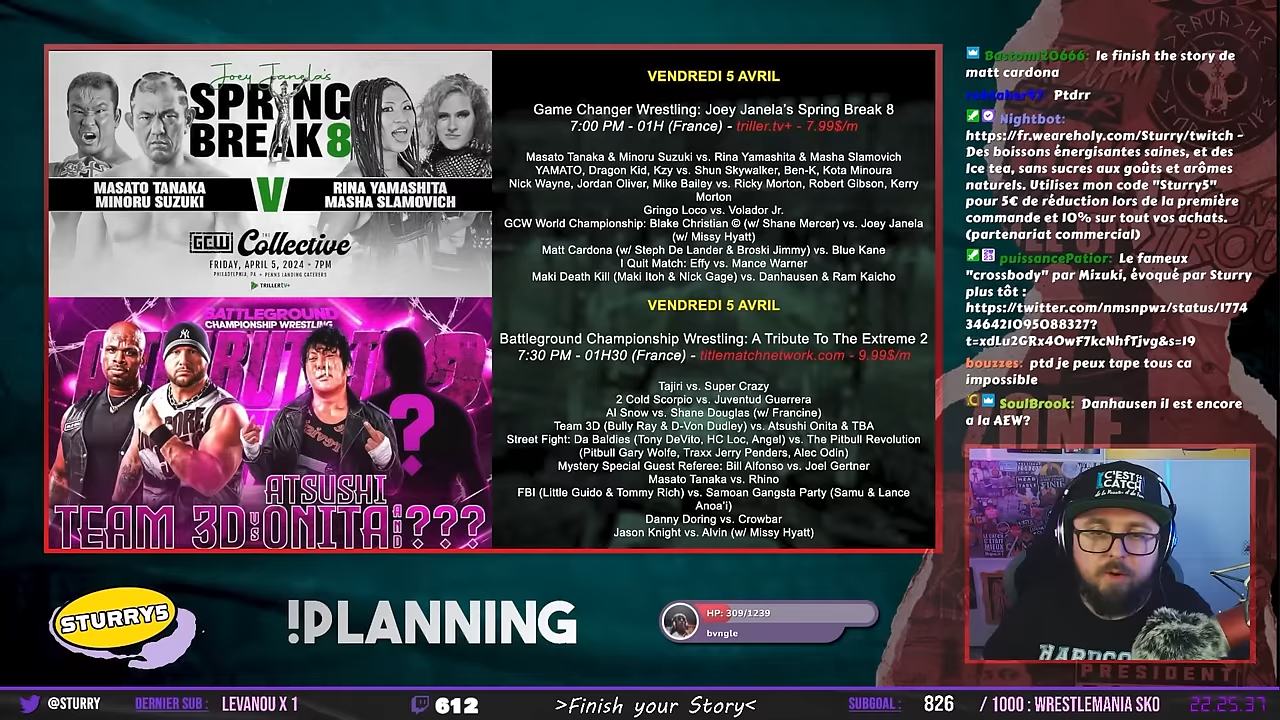 Joey Janela's
SPRING
BREAK 8
MASATO TANAKA
MINORU SUZUKI
V
RINA YAMASHITA
MASHA SLAMOVICH
GCW THE Collective
FRIDAY, APRIL 5, 2024 - 7PM
PHILADELPHIA, PA - PENNS LANDING CATERERS
TRILLERTV+
BATTLEGROUND
CHAMPIONSHIP WRESTLING
TEAM 3D VS ATSUSHI ONITA AND ???
VENDREDI 5 AVRIL
Game Changer Wrestling: Joey Janela's Spring Break 8
7:00 PM - 01H (France) - triller.tv+ - 7.99$/m
Masato Tanaka & Minoru Suzuki vs. Rina Yamashita & Masha Slamovich
YAMATO, Dragon Kid, Kzy vs. Shun Skywalker, Ben-K, Kota Minoura
Nick Wayne, Jordan Oliver, Mike Bailey vs. Ricky Morton, Robert Gibson, Kerry
Morton
Gringo Loco vs. Volador Jr.
GCW World Championship: Blake Christian © (w/ Shane Mercer) vs. Joey Janela
(w/ Missy Hyatt)
Matt Cardona (w/ Steph De Lander & Broski Jimmy) vs. Blue Kane
I Quit Match: Effy vs. Mance Warner
Maki Death Kill (Maki Itoh & Nick Gage) vs. Danhausen & Ram Kaicho
VENDREDI 5 AVRIL
Battleground Championship Wrestling: A Tribute To The Extreme 2
7:30 PM - 01H30 (France) - titlematchnetwork.com - 9.99$/m
Tajiri vs. Super Crazy
2 Cold Scorpio vs. Juventud Guerrera
Al Snow vs. Shane Douglas (w/ Francine)
Team 3D (Bully Ray & D-Von Dudley) vs. Atsushi Onita & TBA
Street Fight: Da Baldies (Tony DeVito, HC Loc, Angel) vs. The Pitbull Revolution
(Pitbull Gary Wolfe, Traxx Jerry Penders, Alec Odin)
Mystery Special Guest Referee: Bill Alfonso vs. Joel Gertner
Masato Tanaka vs. Rhino
FBI (Little Guido & Tommy Rich) vs. Samoan Gangsta Party (Samu & Lance
Anoa'i)
Danny Doring vs. Crowbar
Jason Knight vs. Alvin (w/ Missy Hyatt)
Bastom120666: le finish the story de
matt cardona
Ptdrr
Nightbot:
https://fr.weareholy.com/Sturry/twitch -
Des boissons énergisantes saines, et des
Ice tea, sans sucres aux goûts et arômes
naturels. Utilisez mon code "Sturry5"
pour 5€ de réduction lors de la première
commande et 10% sur tout vos achats.
(partenariat commercial)
puissancePatior: Le fameux
"crossbody" par Mizuki, évoqué par Sturry
plus tôt :
https://twitter.com/nmsnpwz/status/1774
346421095088327?
t=xdLu2GRx4OwF7kcNhfTjvg&s=19
bouzzes: ptd je peux tape tous ca
impossible
SoulBrook: Danhausen il est encore
a la AEW?
C'EST
CATCH
HARDCO
PRESIDENT
STURRY5
!PLANNING
HP: 309/1239
bvngle
@STURRY
DERNIER SUB : LEVANOU X 1
612
>Finish your Story<
SUBGOAL : 826 / 1000 : WRESTLEMANIA SKO
22.25.37